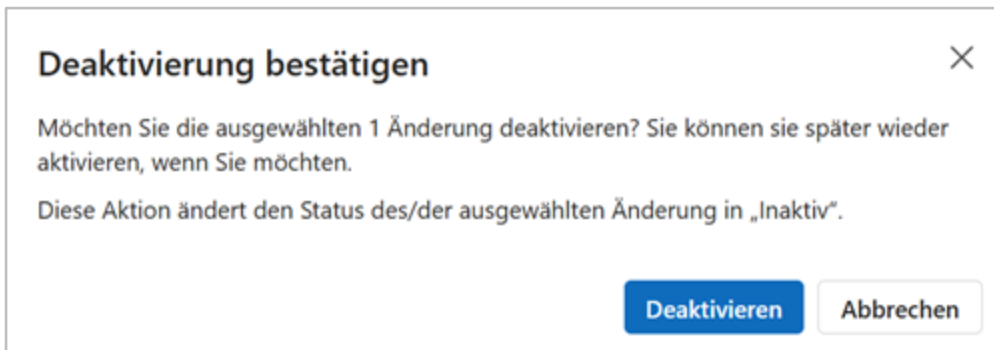 Deaktivierung bestätigen
Möchten Sie die ausgewählten 1 Änderung deaktivieren? Sie können sie später wieder
aktivieren, wenn Sie möchten.
Diese Aktion ändert den Status des/der ausgewählten Änderung in „Inaktiv“.
Deaktivieren Abbrechen